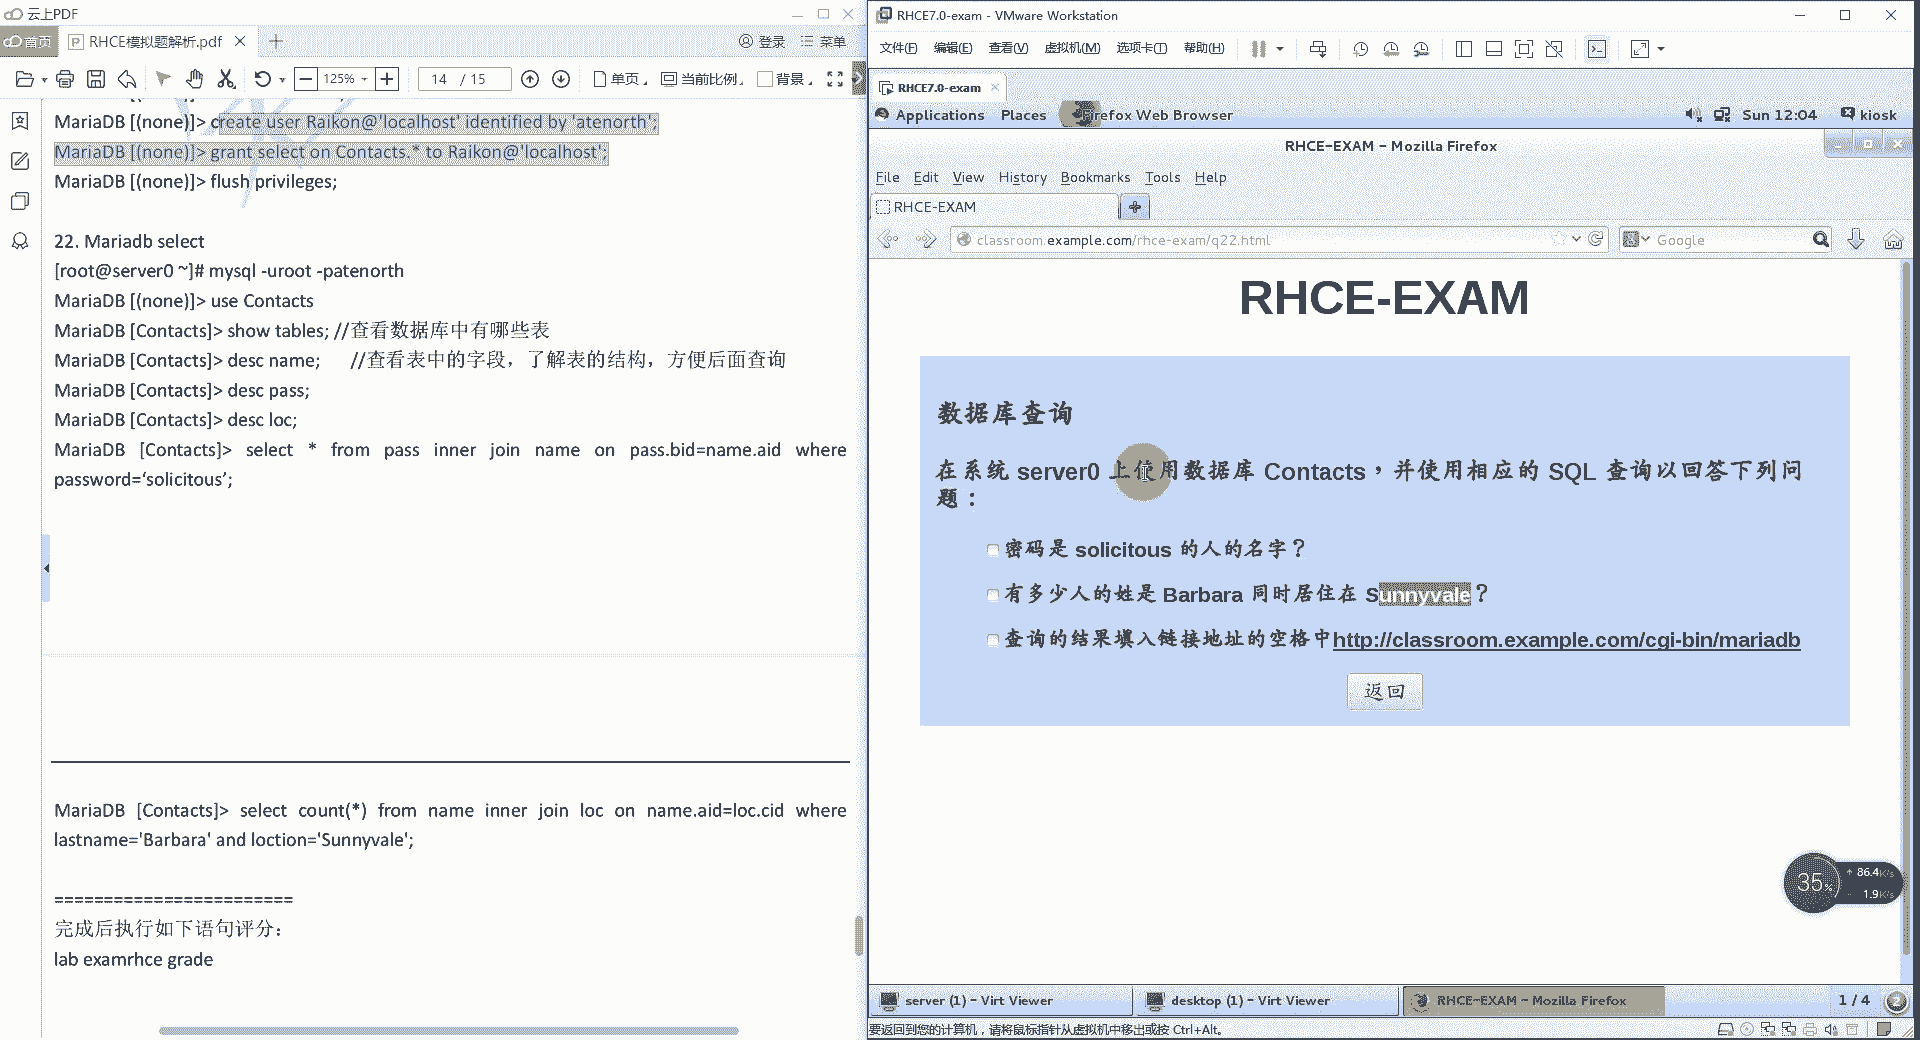 云上PDF
首页
RHCE模拟题解析.pdf
登录
菜单
125%
14 / 15
单页
当前比例
背景
MariaDB [(none)]> create user Raikon@'localhost' identified by 'atenorth';
MariaDB [(none)]> grant select on Contacts.* to Raikon@'localhost';
MariaDB [(none)]> flush privileges;
22. Mariadb select
[root@server0 ~]# mysql -uroot -patenorth
MariaDB [(none)]> use Contacts
MariaDB [Contacts]> show tables; //查看数据库中有哪些表
MariaDB [Contacts]> desc name; //查看表中的字段，了解表的结构，方便后面查询
MariaDB [Contacts]> desc pass;
MariaDB [Contacts]> desc loc;
MariaDB [Contacts]> select * from pass inner join name on pass.bid=name.aid where
password=‘solicitous’;
MariaDB [Contacts]> select count(*) from name inner join loc on name.aid=loc.cid where
lastname='Barbara' and loction='Sunnyvale';
========================
完成后执行如下语句评分：
lab examrhce grade
RHCE7.0-exam - VMware Workstation
文件(F) 编辑(E) 查看(V) 虚拟机(M) 选项卡(T) 帮助(H)
RHCE7.0-exam
Applications Places Firefox Web Browser Sun 12:04 kiosk
RHCE-EXAM - Mozilla Firefox
File Edit View History Bookmarks Tools Help
RHCE-EXAM
classroom.example.com/rhce-exam/q22.html
Google
RHCE-EXAM
数据库查询
在系统 server0 上使用数据库 Contacts，并使用相应的 SQL 查询以回答下列问
题：
密码是 solicitous 的人的名字？
有多少人的姓是 Barbara 同时居住在 Sunnyvale？
查询的结果填入链接地址的空格中http://classroom.example.com/cgi-bin/mariadb
返回
35%
86.4K/s
1.9K/s
server (1) - Virt Viewer
desktop (1) - Virt Viewer
RHCE-EXAM - Mozilla Firefox
1 / 4
要返回到您的计算机，请将鼠标指针从虚拟机中移出或按 Ctrl+Alt。